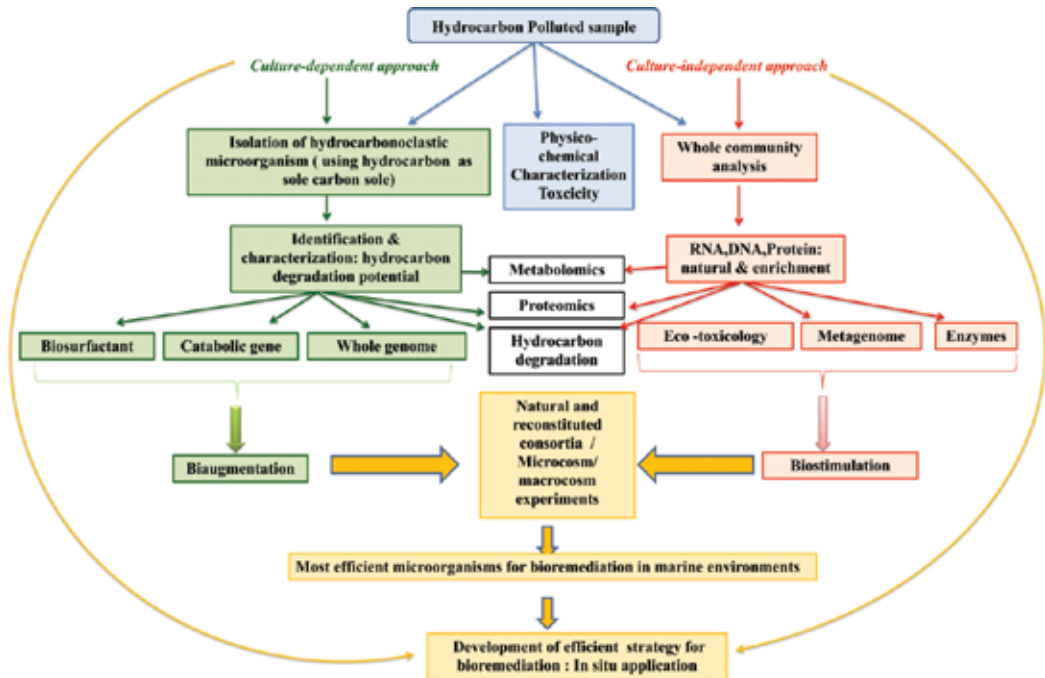 Hydrocarbon Polluted sample
Culture-dependent approach
Culture-independent approach
Isolation of hydrocarbonoclastic
microorganism ( using hydrocarbon as
sole carbon sole)
Physico-
chemical
Characterization
Toxcicity
Whole community
analysis
Identification &
characterization: hydrocarbon
degradation potential
RNA,DNA,Protein:
natural & enrichment
Metabolomics
Proteomics
Hydrocarbon
degradation
Biosurfactant
Catabolic gene
Whole genome
Eco -toxicology
Metagenome
Enzymes
Natural and
reconstituted
consortia /
Microcosm/
macrocosm
experiments
Biaugmentation
Biostimulation
Most efficient microorganisms for bioremediation in marine environments
Development of efficient strategy for
bioremediation : In situ application